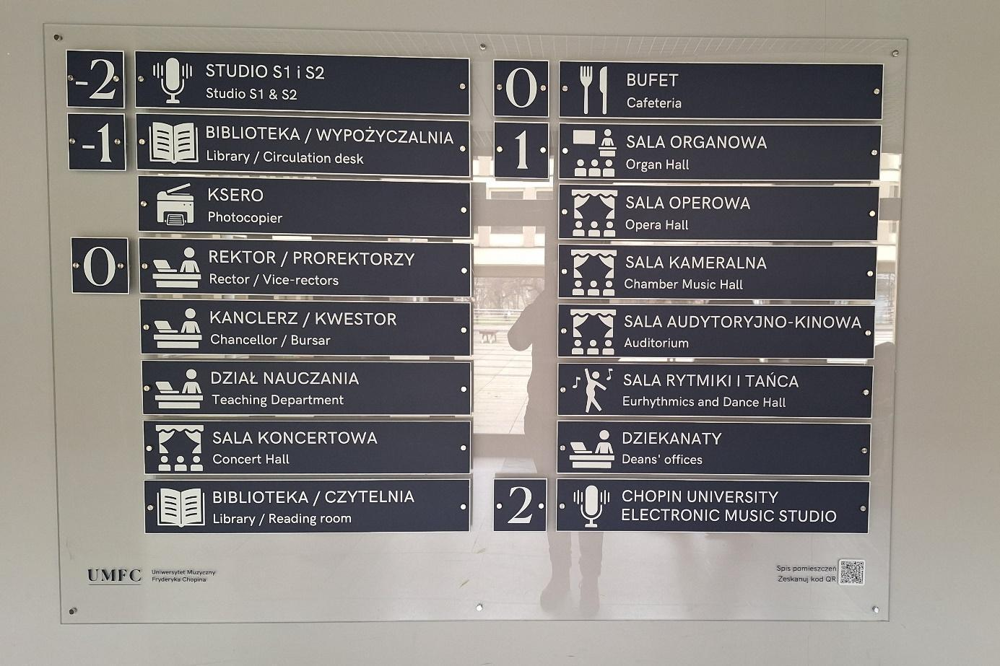 -2
STUDIO S1 i S2
Studio S1 & S2
-1
BIBLIOTEKA / WYPOŻYCZALNIA
Library / Circulation desk
KSERO
Photocopier
0
REKTOR / PROREKTORZY
Rector / Vice-rectors
KANCLERZ / KWESTOR
Chancellor / Bursar
DZIAŁ NAUCZANIA
Teaching Department
SALA KONCERTOWA
Concert Hall
BIBLIOTEKA / CZYTELNIA
Library / Reading room
0
BUFET
Cafeteria
1
SALA ORGANOWA
Organ Hall
SALA OPEROWA
Opera Hall
SALA KAMERALNA
Chamber Music Hall
SALA AUDYTORYJNO-KINOWA
Auditorium
SALA RYTMIKI I TAŃCA
Eurhythmics and Dance Hall
DZIEKANATY
Deans' offices
2
CHOPIN UNIVERSITY
ELECTRONIC MUSIC STUDIO
UMFC
Uniwersytet Muzyczny
Fryderyka Chopina
Spis pomieszczeń
Zeskanuj kod QR